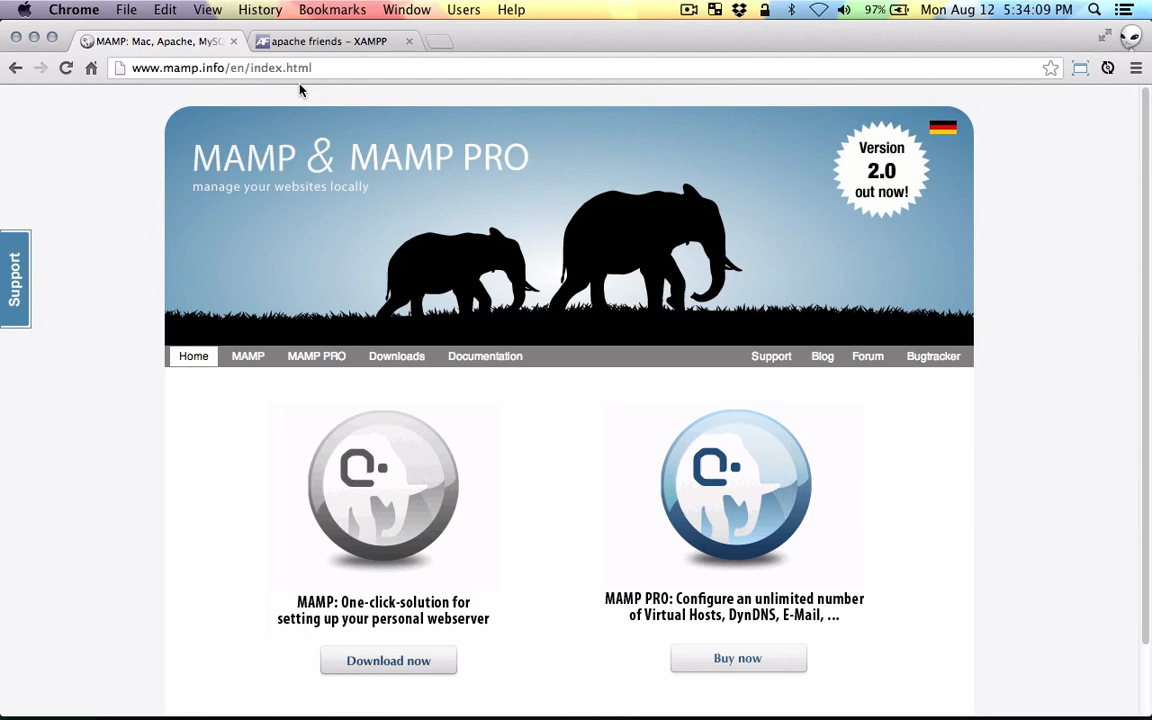 Chrome File Edit View History Bookmarks Window Users Help 97% Mon Aug 12 5:34:09 PM
MAMP: Mac, Apache, MySQ
apache friends – XAMPP
www.mamp.info/en/index.html
MAMP & MAMP PRO
manage your websites locally
Version
2.0
out now!
Support
Home MAMP MAMP PRO Downloads Documentation Support Blog Forum Bugtracker
MAMP: One-click-solution for
setting up your personal webserver
Download now
MAMP PRO: Configure an unlimited number
of Virtual Hosts, DynDNS, E-Mail, ...
Buy now